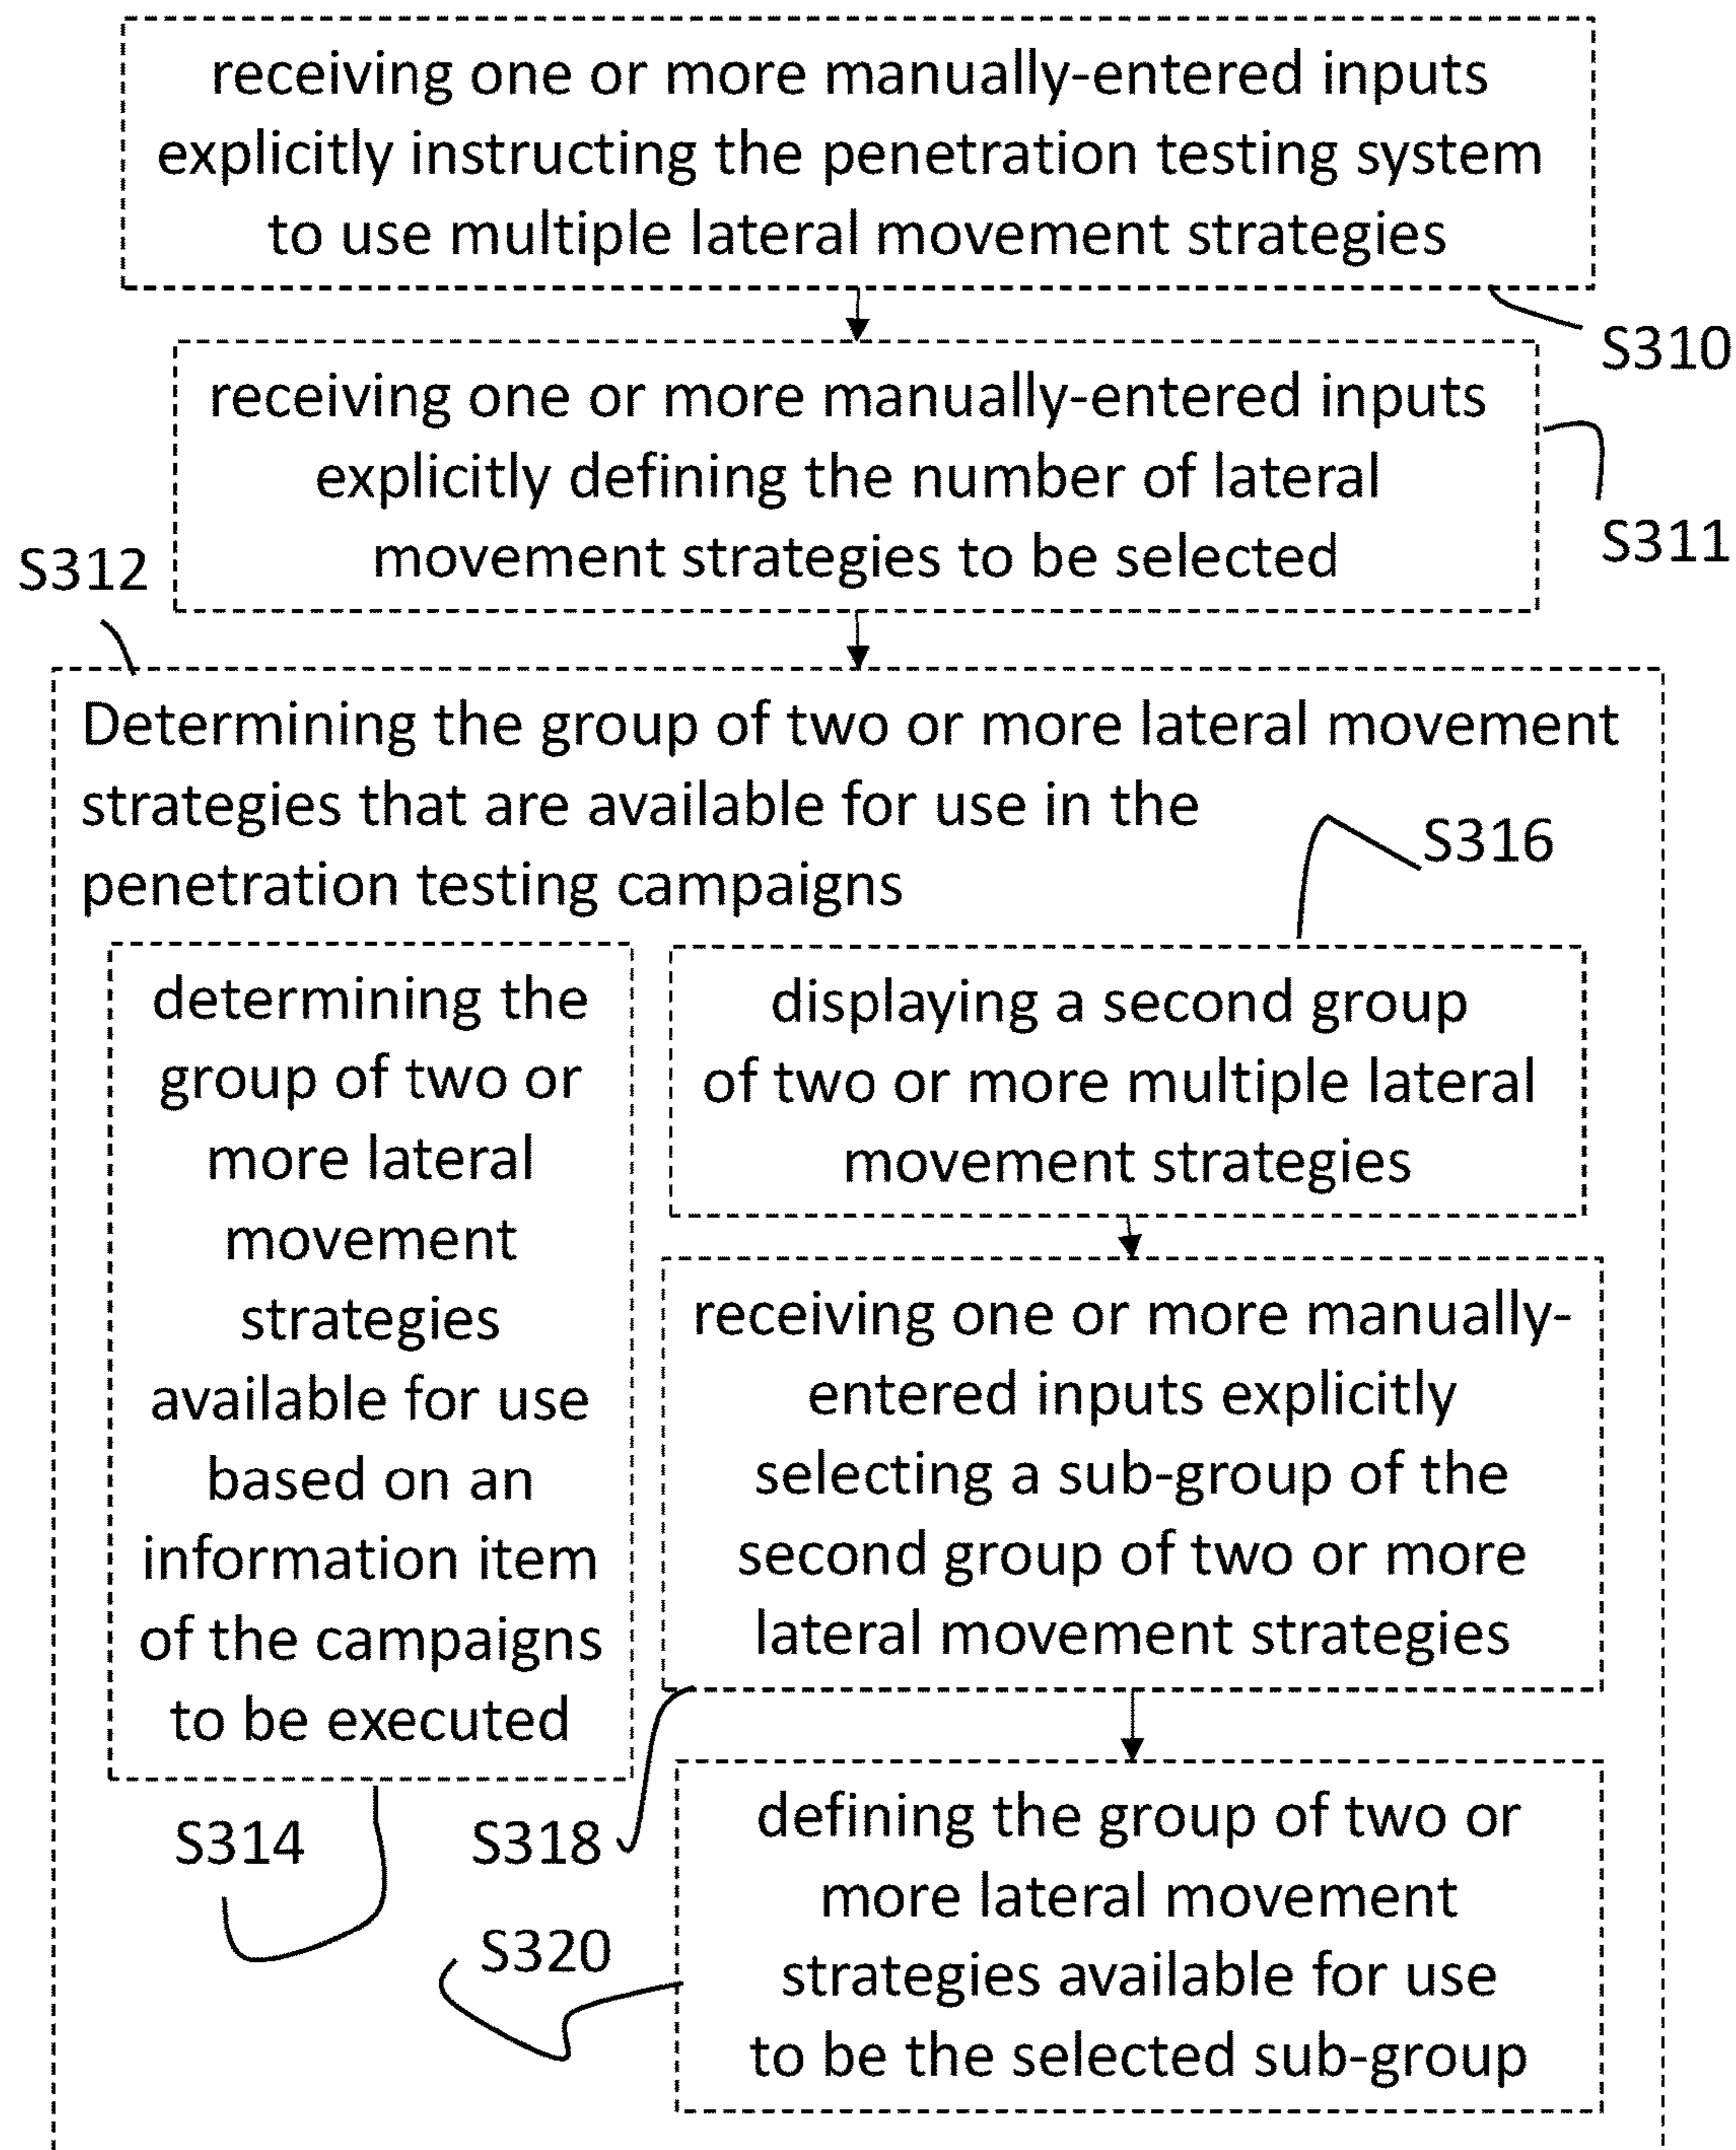 receiving one or more manually-entered inputs
explicitly instructing the penetration testing system
to use multiple lateral movement strategies
S310
receiving one or more manually-entered inputs
explicitly defining the number of lateral
movement strategies to be selected
S311
S312
Determining the group of two or more lateral movement
strategies that are available for use in the
penetration testing campaigns
S316
determining the
group of two or
more lateral
movement
strategies
available for use
based on an
information item
of the campaigns
to be executed
S314
displaying a second group
of two or more multiple lateral
movement strategies
receiving one or more manually-
entered inputs explicitly
selecting a sub-group of the
second group of two or more
lateral movement strategies
S318
defining the group of two or
more lateral movement
strategies available for use
to be the selected sub-group
S320